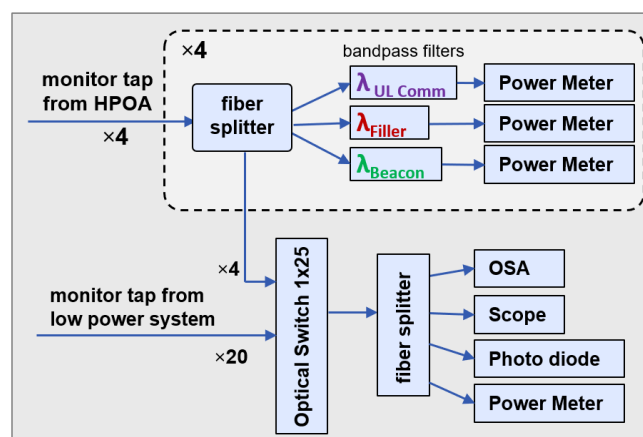 ×4
bandpass filters
monitor tap
from HPOA
×4
fiber
splitter
λUL Comm
Power Meter
λFiller
Power Meter
λBeacon
Power Meter
×4
monitor tap from
low power system
×20
Optical Switch 1x25
fiber splitter
OSA
Scope
Photo diode
Power Meter